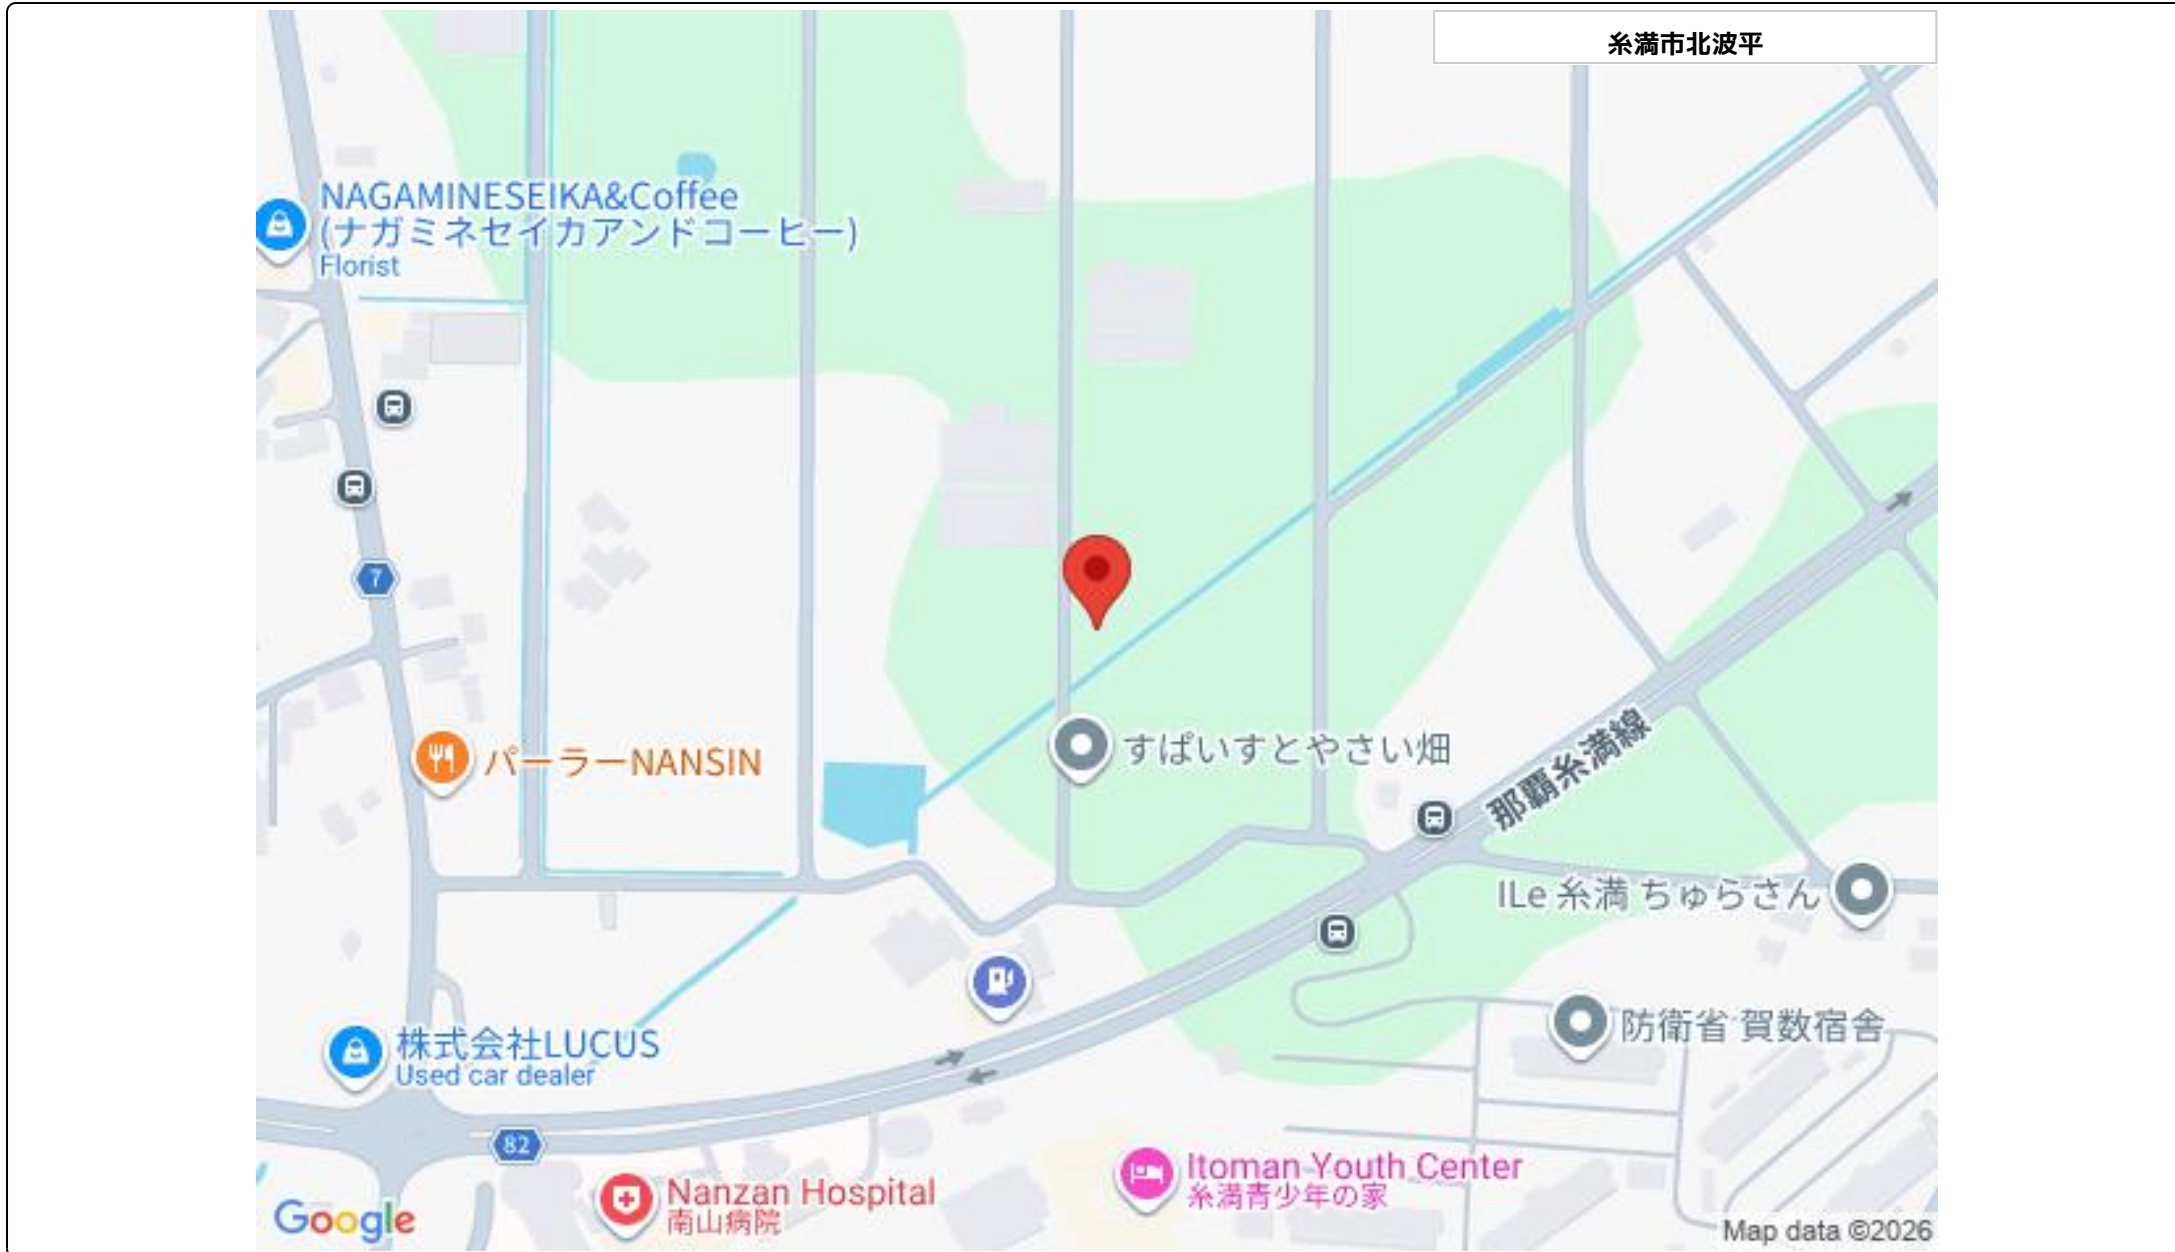 糸満市北波平
NAGAMINESEIKA&Coffee
(ナガミネセイカアンドコーヒー)
Florist
7
パーラーNANSIN
すぱいすとやさい畑
那覇糸満線
ILe 糸満 ちゅらさん
防衛省 賀数宿舎
株式会社LUCUS
Used car dealer
82
Nanzan Hospital
南山病院
Itoman Youth Center
糸満青少年の家
Google
Map data ©2026